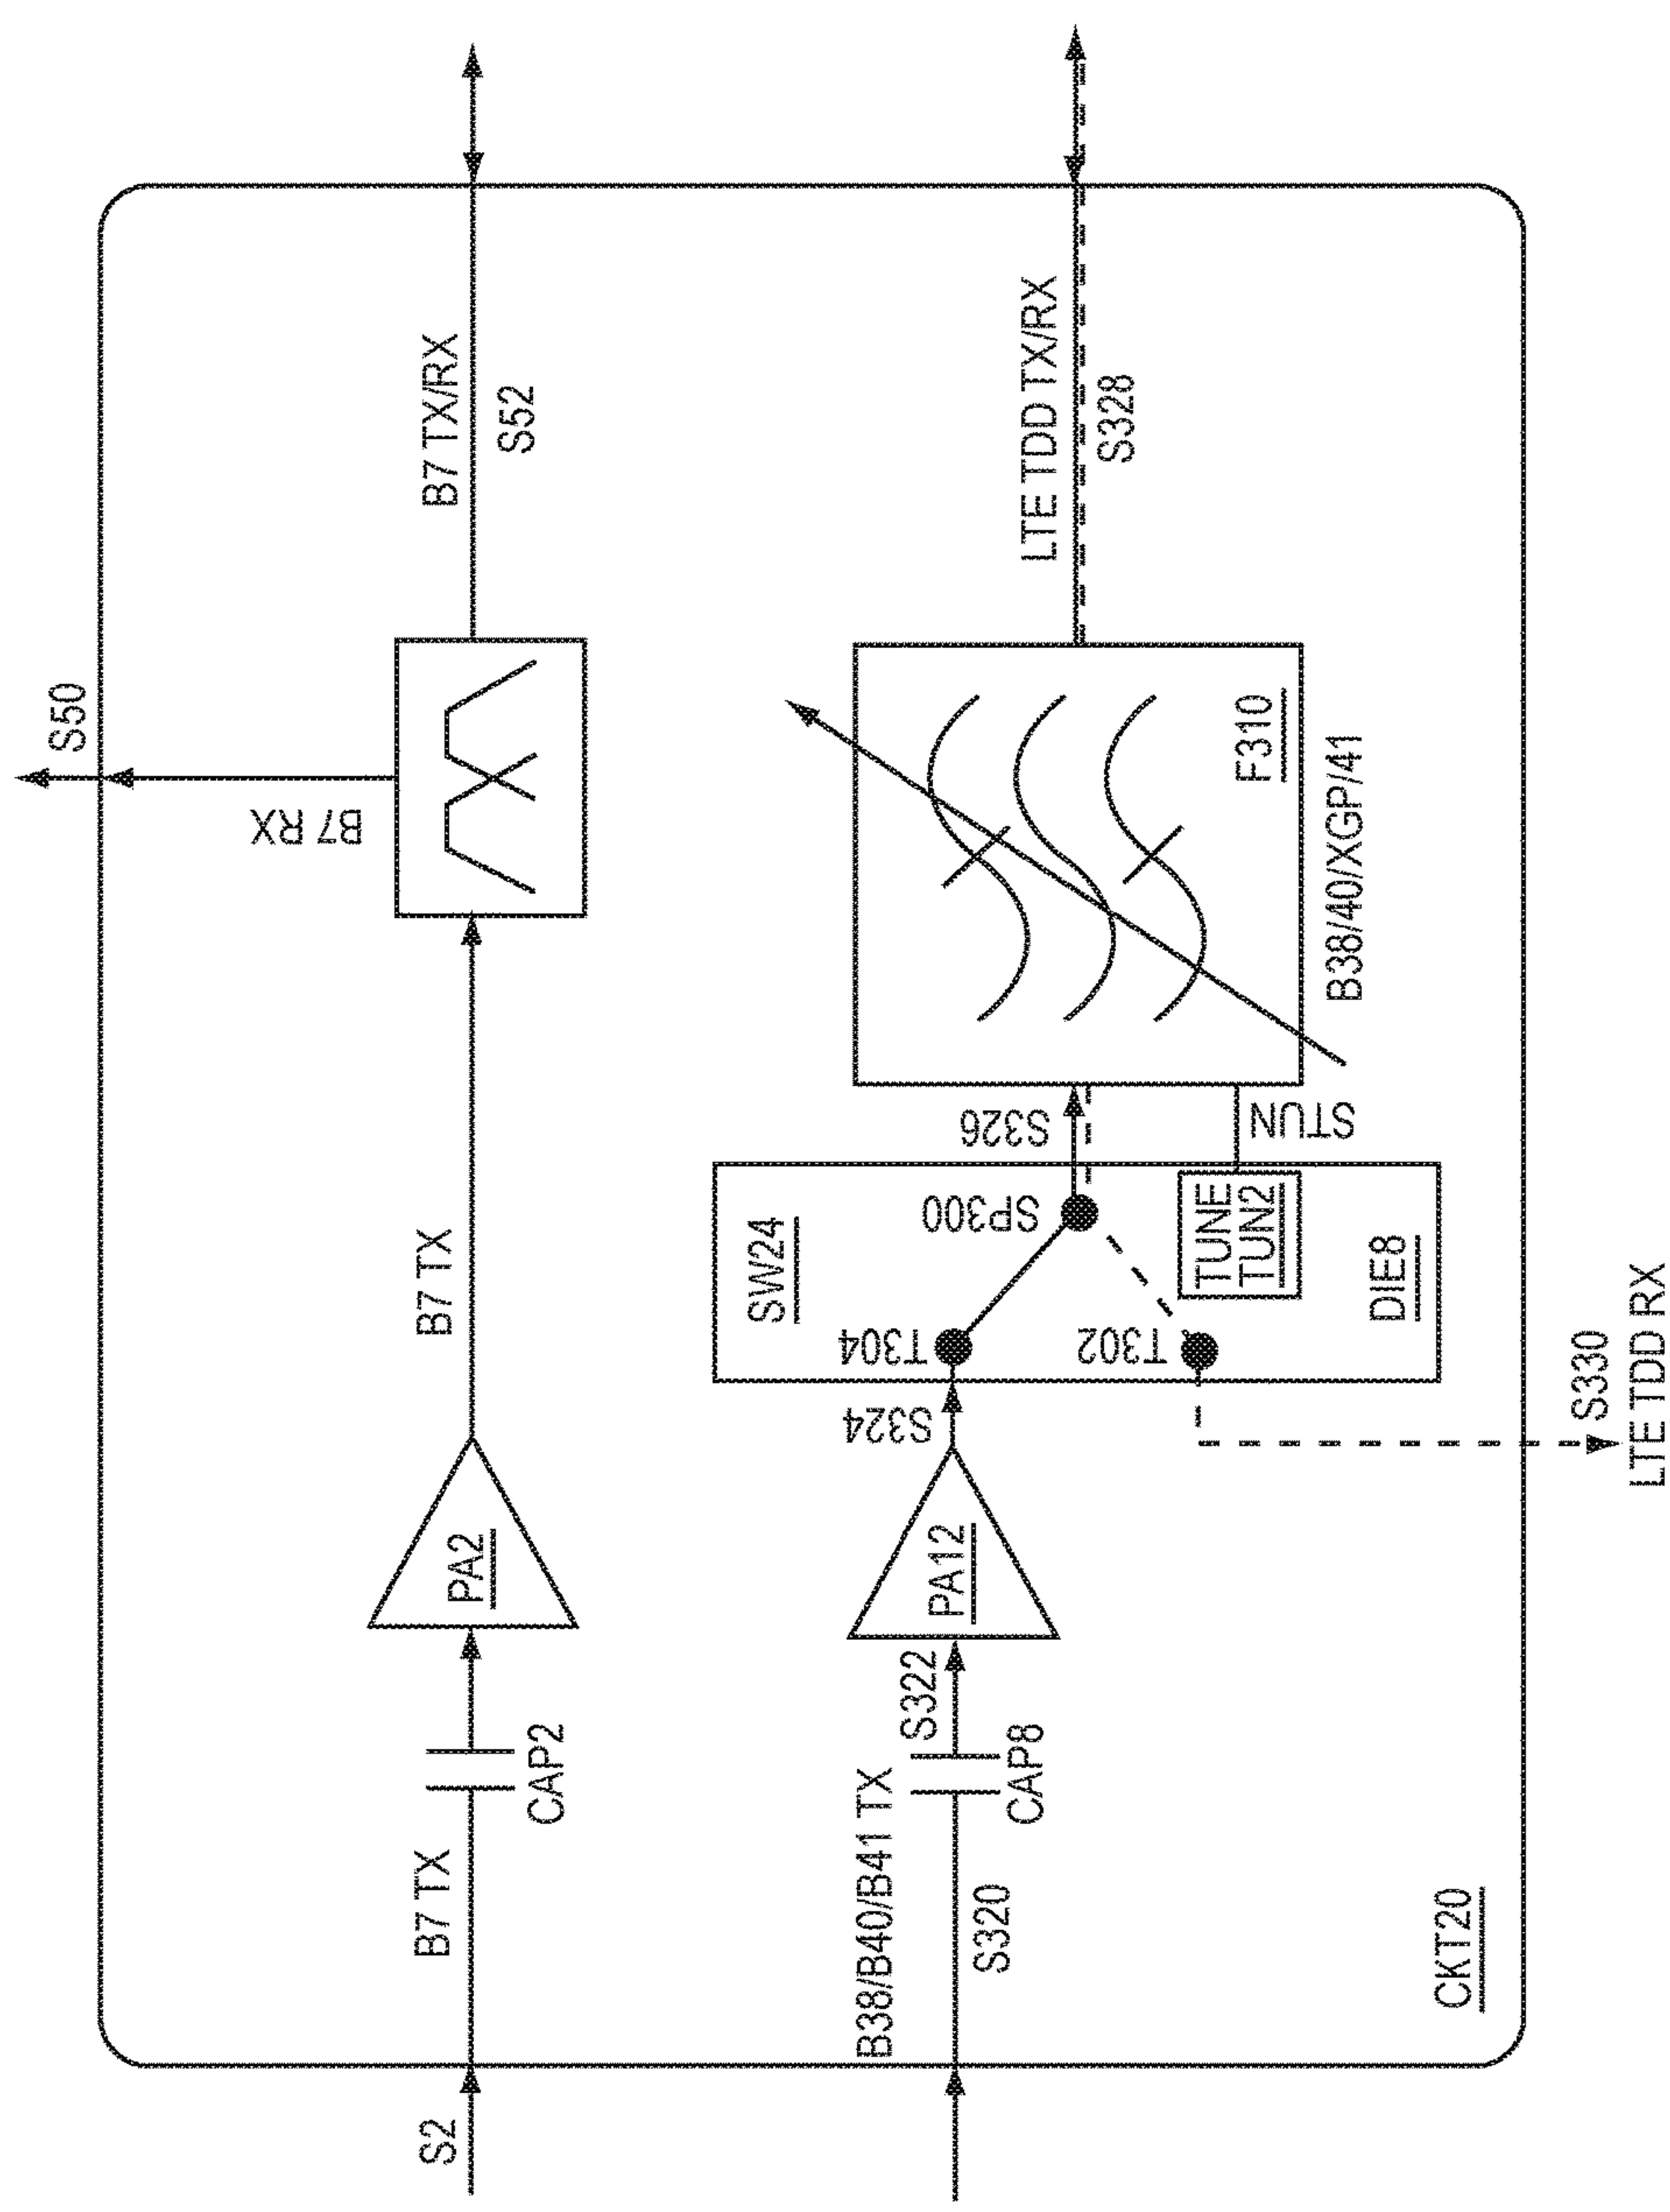 S50
B7 RX
S2
B7 TX
CAP2
PA2
B7 TX
B7 TX/RX
S52
B38/B40/B41 TX
S320
CAP8
S322
PA12
S324
SW24
T304
SP300
T302
TUNE
TUN2
DIE8
S326
STUN
F310
B38/40/XGP/41
LTE TDD TX/RX
S328
CKT20
S330
LTE TDD RX